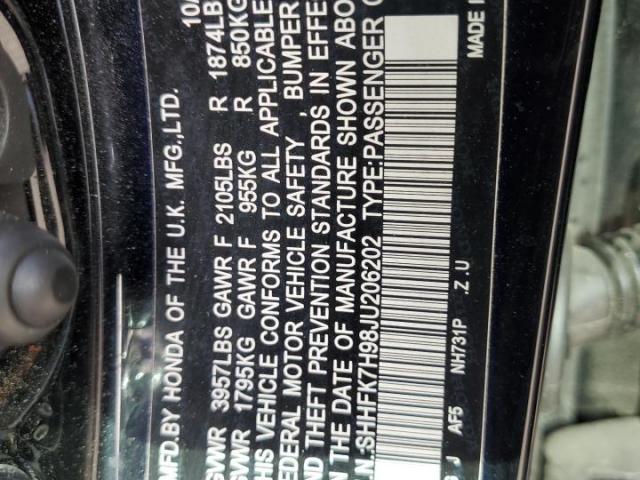 MFD.BY HONDA OF THE U.K. MFG.,LTD. 10/
GVWR 3957LBS GAWR F 2105LBS R 1874LB
GVWR 1795KG GAWR F 955KG R 850KG
THIS VEHICLE CONFORMS TO ALL APPLICABLE
FEDERAL MOTOR VEHICLE SAFETY , BUMPER
AND THEFT PREVENTION STANDARDS IN EFFE
ON THE DATE OF MANUFACTURE SHOWN ABO
I.N.:SHHFK7H98JU206202 TYPE:PASSENGER C
J AF5 NH731P .Z .U MADE I